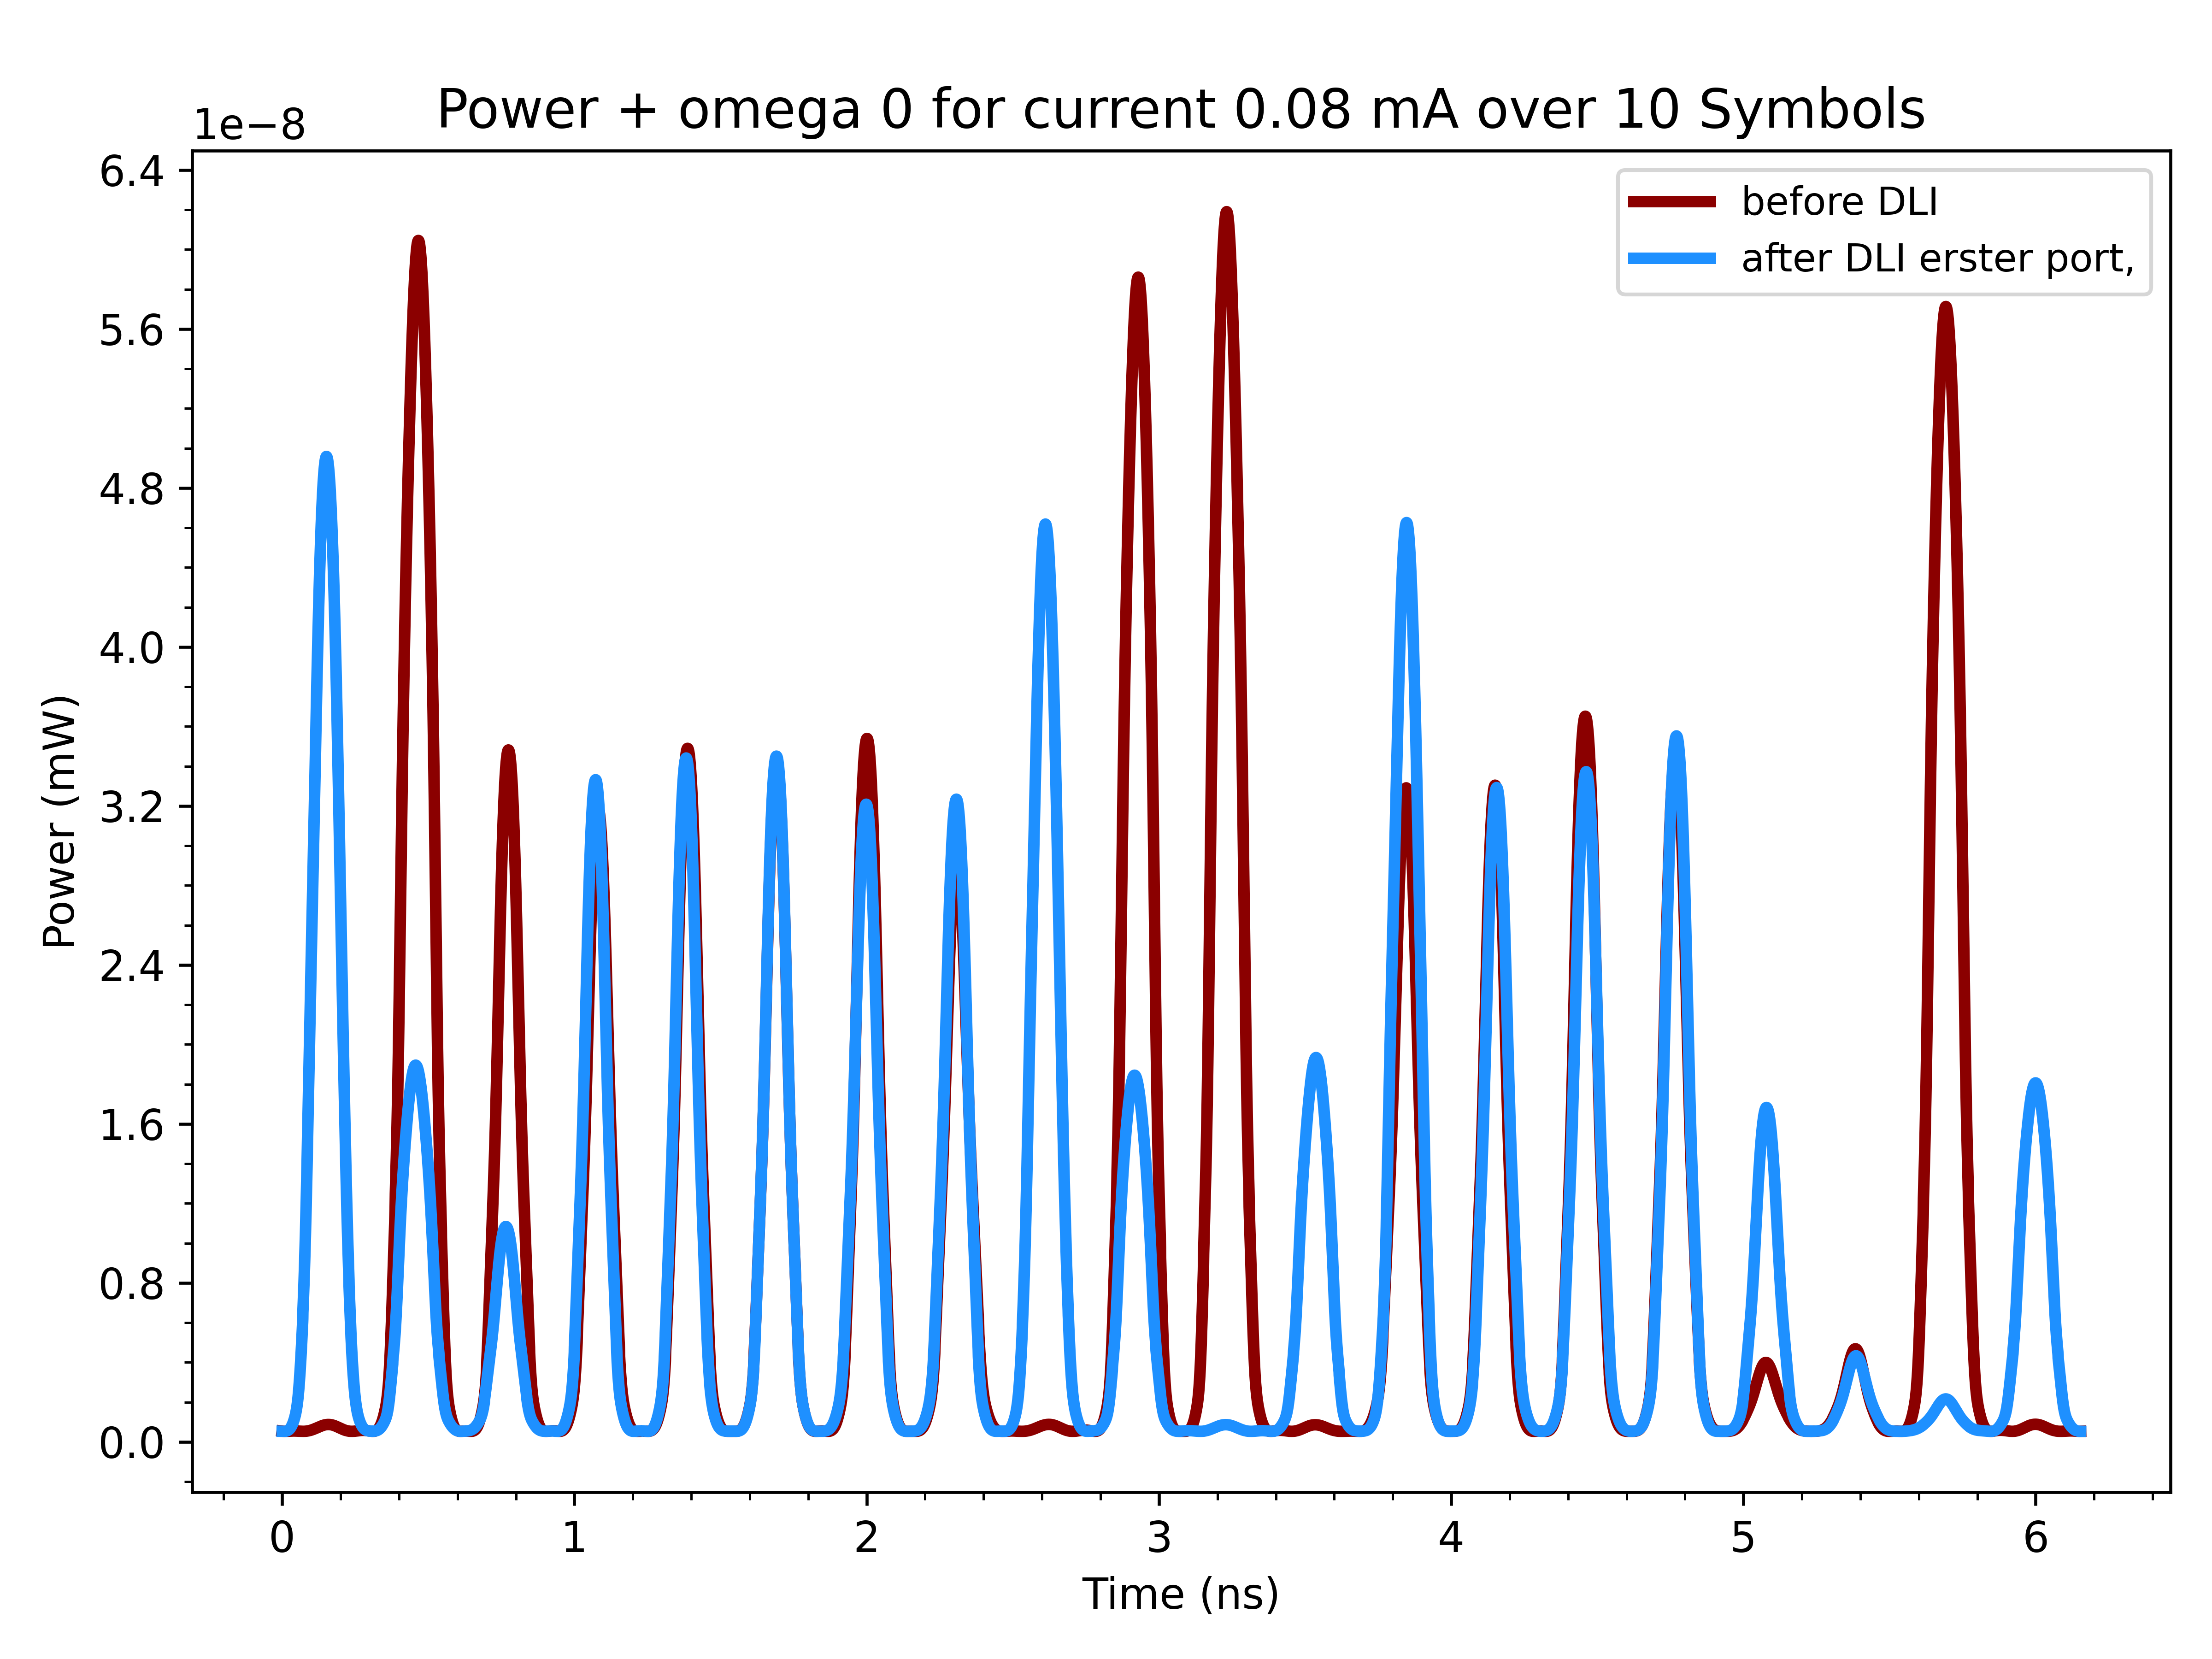 Power + omega 0 for current 0.08 mA over 10 Symbols
1e−8
before DLI
after DLI erster port,
6.4
5.6
4.8
4.0
3.2
2.4
1.6
0.8
0.0
Power (mW)
0 1 2 3 4 5 6
Time (ns)